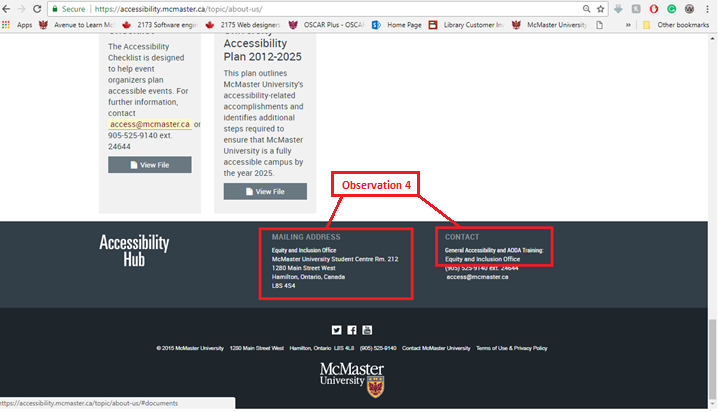 Secure https://accessibility.mcmaster.ca/topic/about-us/
Avenue to Learn Mc
2173 Software engin
2175 Web designers
OSCAR Plus - OSCAR
Home Page
Library Customer In
McMaster University
Other bookmarks
The Accessibility
Checklist is designed
to help event
organizers plan
accessible events. For
further information,
contact
access@mcmaster.ca or
905-525-9140 ext.
24644
View File
Accessibility
Plan 2012-2025
This plan outlines
McMaster University's
accessibility-related
accomplishments and
identifies additional
steps required to
ensure that McMaster
University is a fully
accessible campus by
the year 2025.
View File
Observation 4
Accessibility
Hub
MAILING ADDRESS
Equity and Inclusion Office
McMaster University Student Centre Rm. 212
1280 Main Street West
Hamilton, Ontario, Canada
L8S 4S4
CONTACT
General Accessibility and AODA Training:
Equity and Inclusion Office
(905) 525-9140 ext. 24644
access@mcmaster.ca
© 2015 McMaster University 1280 Main Street West Hamilton, Ontario L8S 4L8 (905) 525-9140 Contact McMaster University Terms of Use & Privacy Policy
McMaster
University
https://accessibility.mcmaster.ca/topic/about-us/#documents